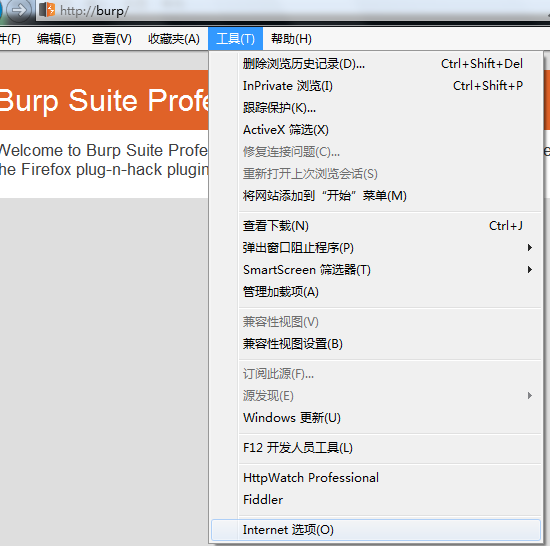 http://burp/
件(F) 编辑(E) 查看(V) 收藏夹(A) 工具(T) 帮助(H)
删除浏览历史记录(D)... Ctrl+Shift+Del
InPrivate 浏览(I) Ctrl+Shift+P
跟踪保护(K)...
ActiveX 筛选(X)
修复连接问题(C)...
重新打开上次浏览会话(S)
将网站添加到“开始”菜单(M)
查看下载(N) Ctrl+J
弹出窗口阻止程序(P)
SmartScreen 筛选器(T)
管理加载项(A)
兼容性视图(V)
兼容性视图设置(B)
订阅此源(F)...
源发现(E)
Windows 更新(U)
F12 开发人员工具(L)
HttpWatch Professional
Fiddler
Internet 选项(O)
Burp Suite Profe
Welcome to Burp Suite Profe
the Firefox plug-n-hack plugin